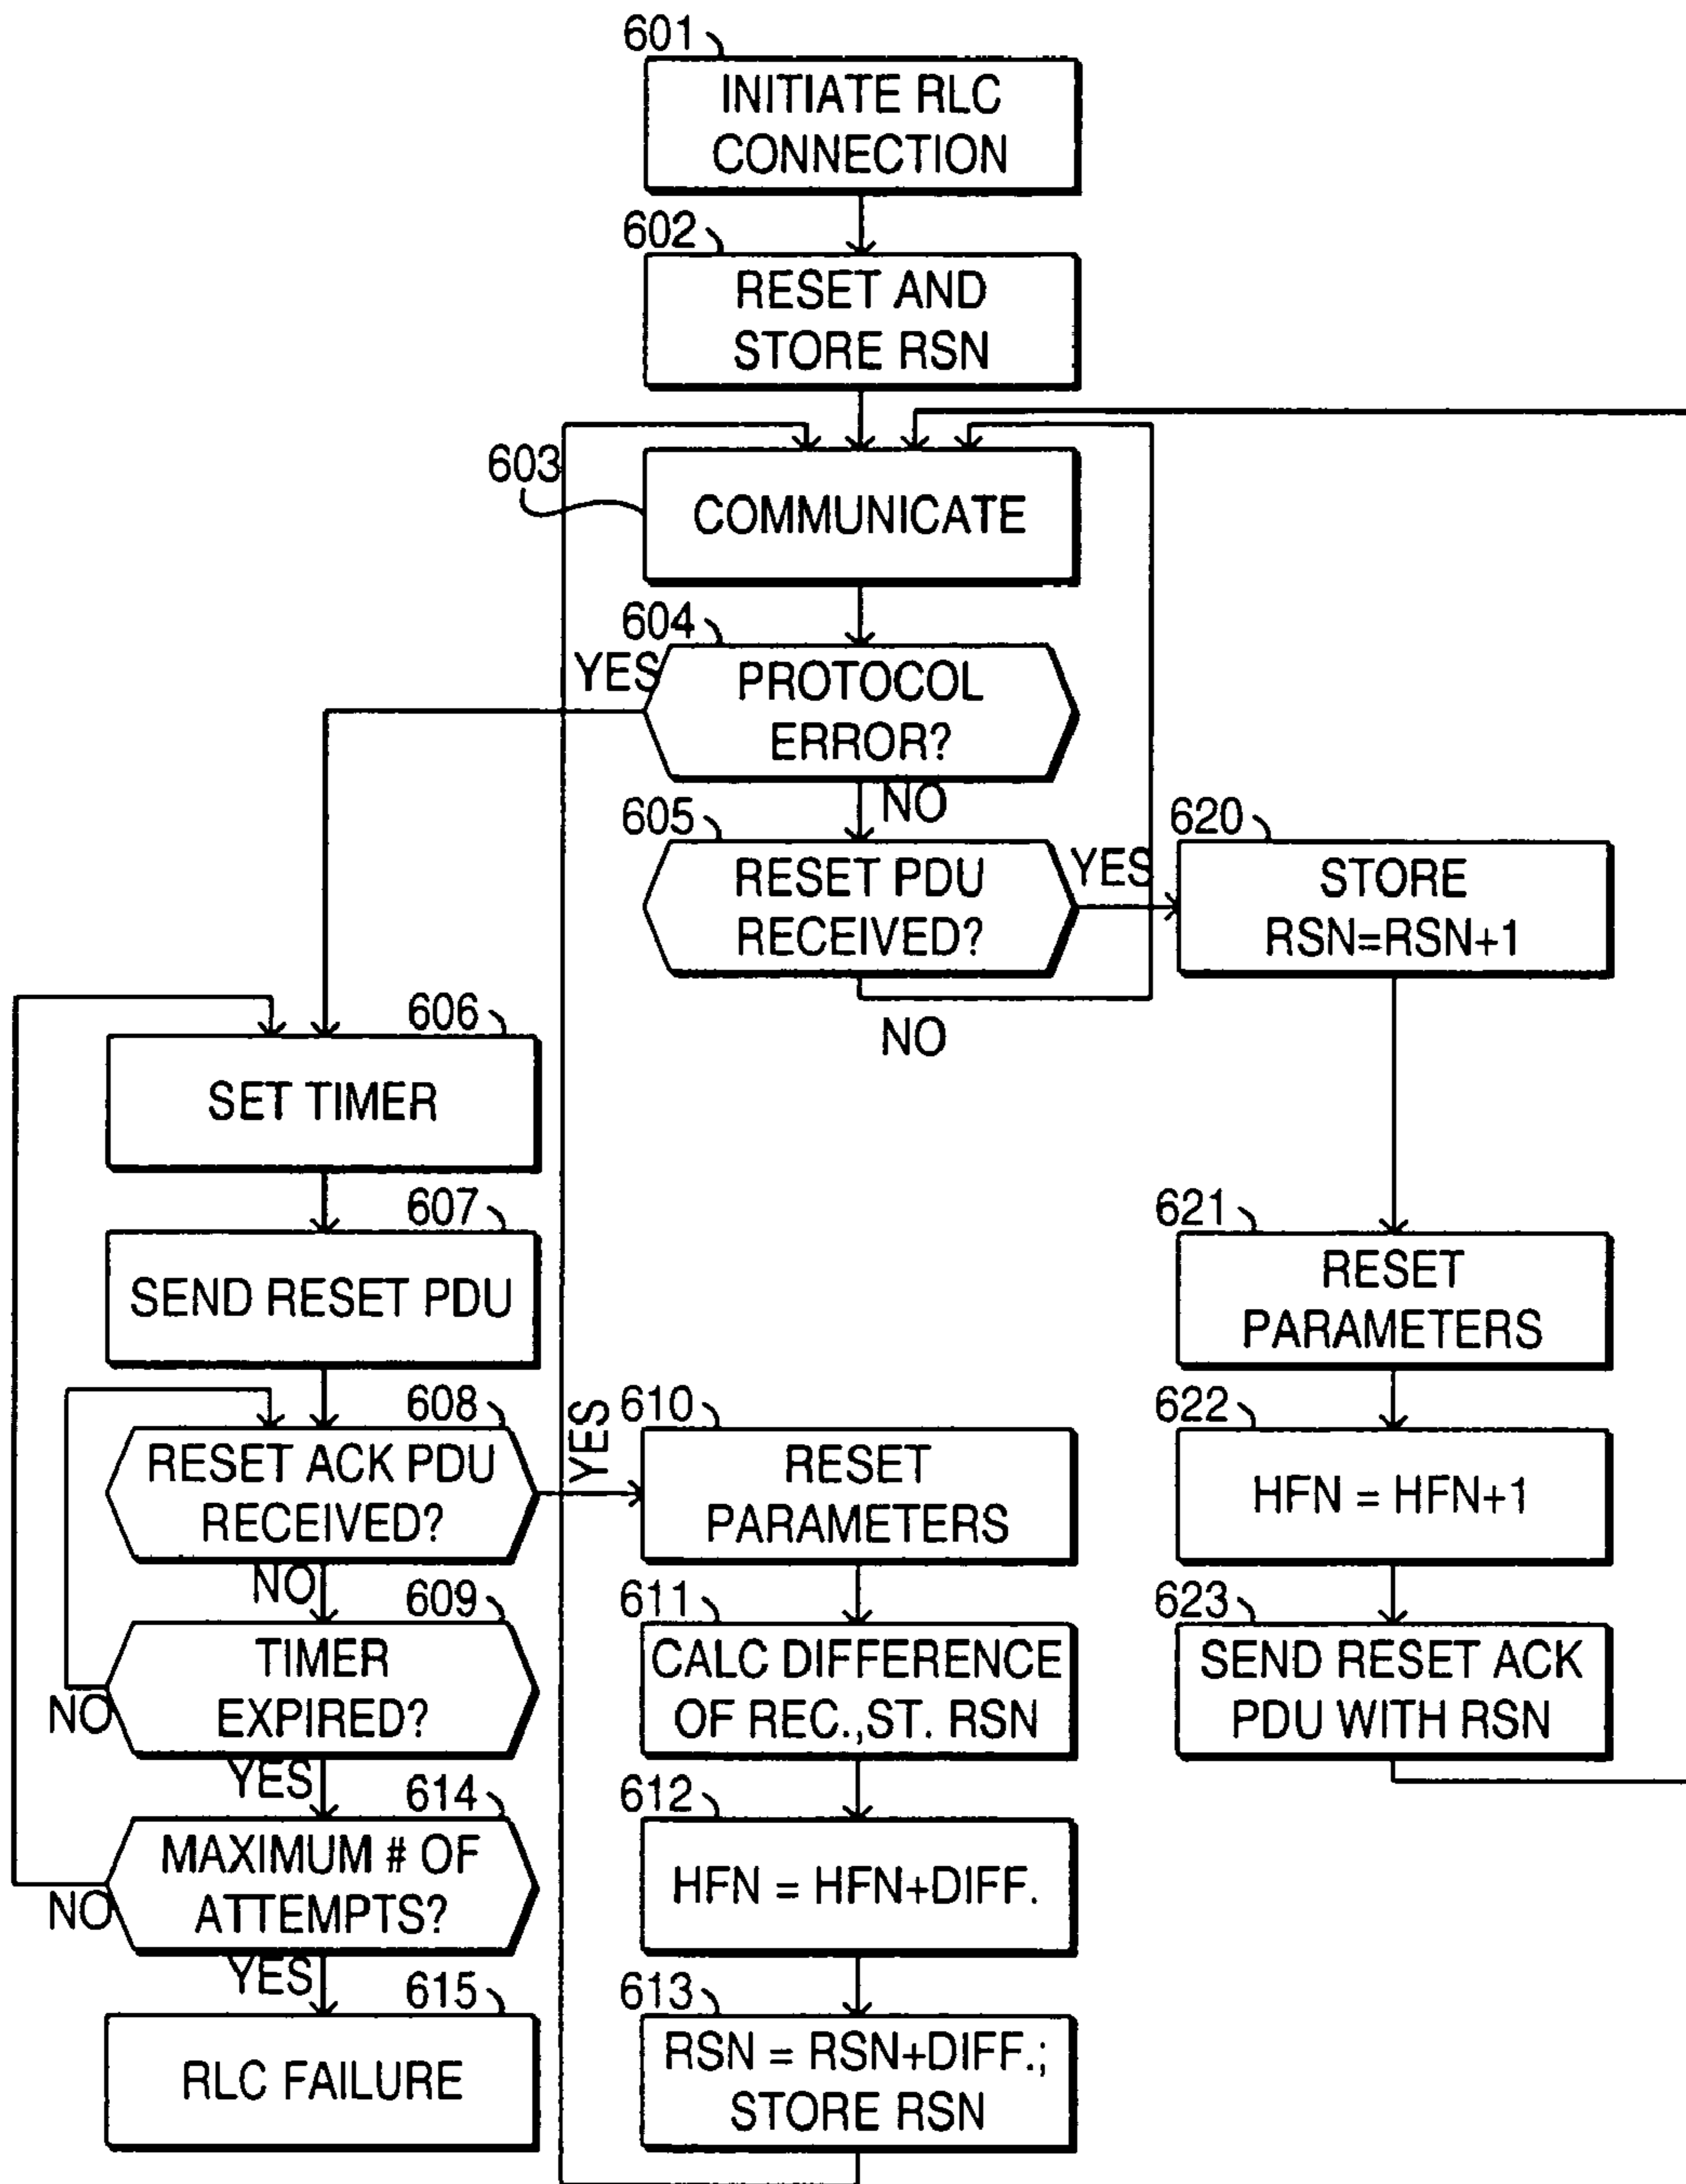 601
INITIATE RLC
CONNECTION
602
RESET AND
STORE RSN
603
COMMUNICATE
604
YES
PROTOCOL
ERROR?
NO
605
RESET PDU
RECEIVED?
YES
NO
620
STORE
RSN=RSN+1
606
SET TIMER
607
SEND RESET PDU
608
RESET ACK PDU
RECEIVED?
YES
NO
609
TIMER
EXPIRED?
NO
YES
614
MAXIMUM # OF
ATTEMPTS?
NO
YES
615
RLC FAILURE
610
RESET
PARAMETERS
611
CALC DIFFERENCE
OF REC.,ST. RSN
612
HFN = HFN+DIFF.
613
RSN = RSN+DIFF.;
STORE RSN
621
RESET
PARAMETERS
622
HFN = HFN+1
623
SEND RESET ACK
PDU WITH RSN